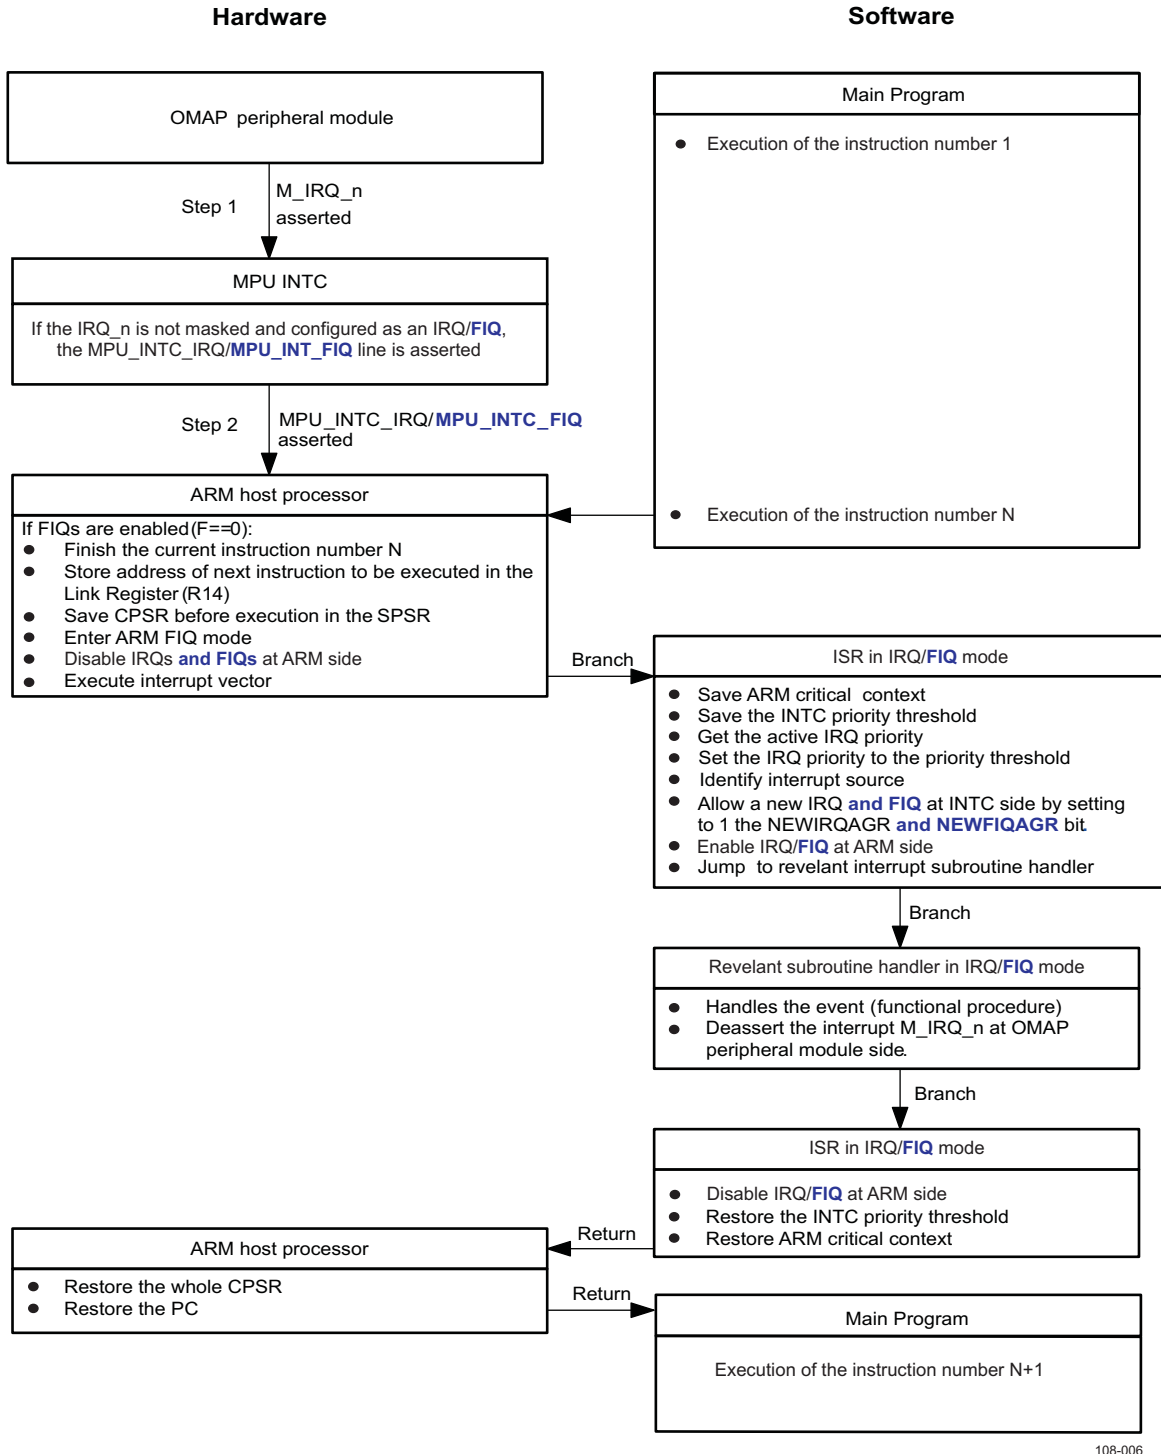 Hardware
Software
OMAP peripheral module
Main Program
● Execution of the instruction number 1
Step 1
M_IRQ_n
asserted
MPU INTC
If the IRQ_n is not masked and configured as an IRQ/FIQ,
the MPU_INTC_IRQ/MPU_INT_FIQ line is asserted
Step 2
MPU_INTC_IRQ/MPU_INTC_FIQ
asserted
● Execution of the instruction number N
ARM host processor
If FIQs are enabled(F==0):
● Finish the current instruction number N
● Store address of next instruction to be executed in the
Link Register(R14)
● Save CPSR before execution in the SPSR
● Enter ARM FIQ mode
● Disable IRQs and FIQs at ARM side
● Execute interrupt vector
Branch
ISR in IRQ/FIQ mode
● Save ARM critical context
● Save the INTC priority threshold
● Get the active IRQ priority
● Set the IRQ priority to the priority threshold
● Identify interrupt source
● Allow a new IRQ and FIQ at INTC side by setting
to 1 the NEWIRQAGR and NEWFIQAGR bit.
● Enable IRQ/FIQ at ARM side
● Jump to revelant interrupt subroutine handler
Branch
Revelant subroutine handler in IRQ/FIQ mode
● Handles the event (functional procedure)
● Deassert the interrupt M_IRQ_n at OMAP
peripheral module side.
Branch
ISR in IRQ/FIQ mode
● Disable IRQ/FIQ at ARM side
● Restore the INTC priority threshold
● Restore ARM critical context
Return
ARM host processor
● Restore the whole CPSR
● Restore the PC
Return
Main Program
Execution of the instruction number N+1
108-006